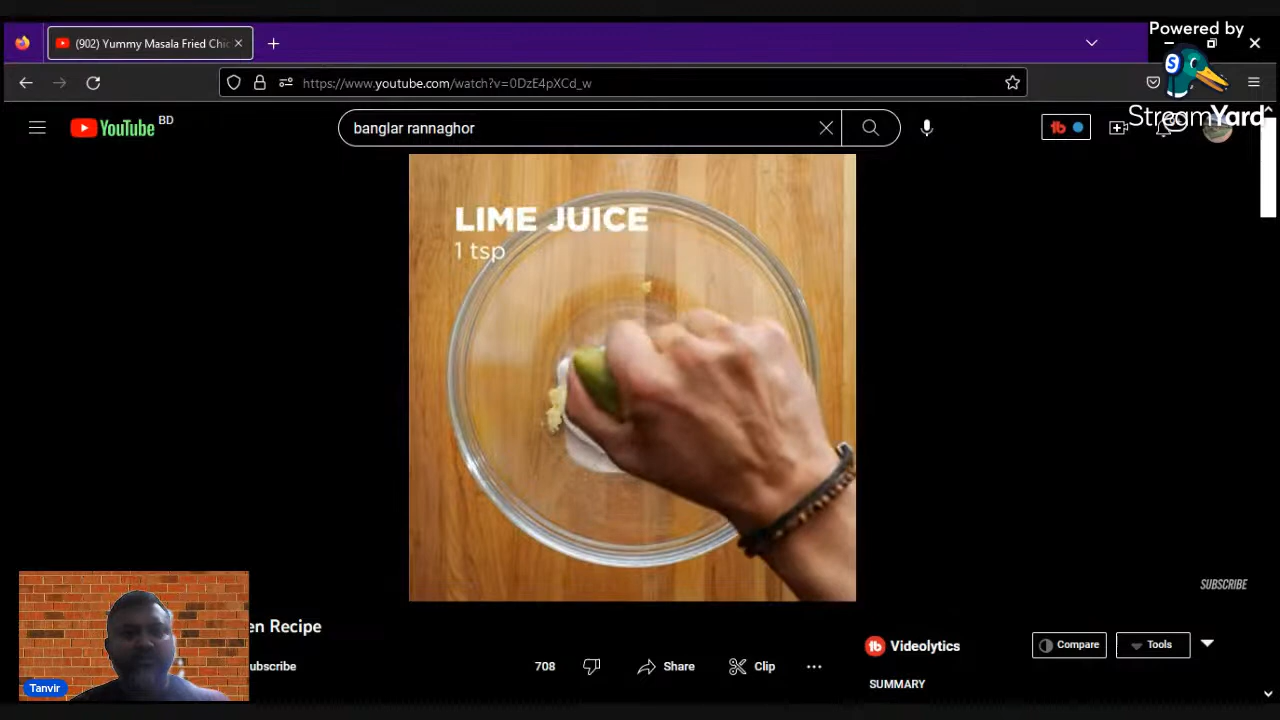 Powered by
StreamYard
(902) Yummy Masala Fried Chic
https://www.youtube.com/watch?v=0DzE4pXCd_w
YouTube BD
banglar rannaghor
LIME JUICE
1 tsp
SUBSCRIBE
en Recipe
ubscribe
708
Share
Clip
Videolytics
Compare
Tools
SUMMARY
Tanvir